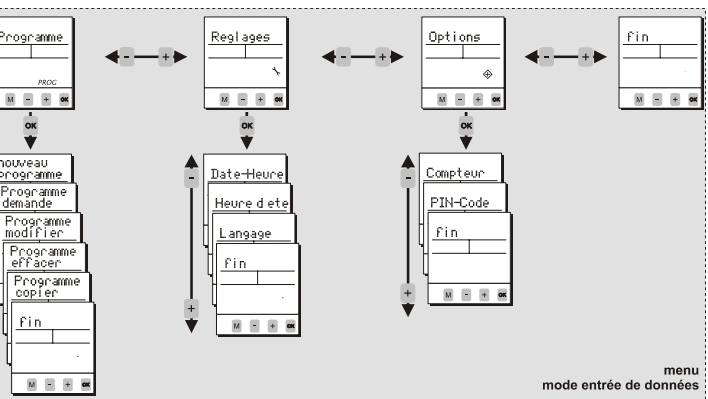 Programme
Reglages
Options
fin
- +
- +
- +
PROG
M - + OK
M - + OK
M - + OK
M - + OK
OK
OK
OK
nouveau
programme
Programme
demande
Programme
modifier
Programme
effacer
Programme
copier
fin
M - + OK
-
Date-Heure
Heure d ete
Langage
fin
+
M - + OK
-
Compteur
PIN-Code
fin
+
M - + OK
menu
mode entrée de données